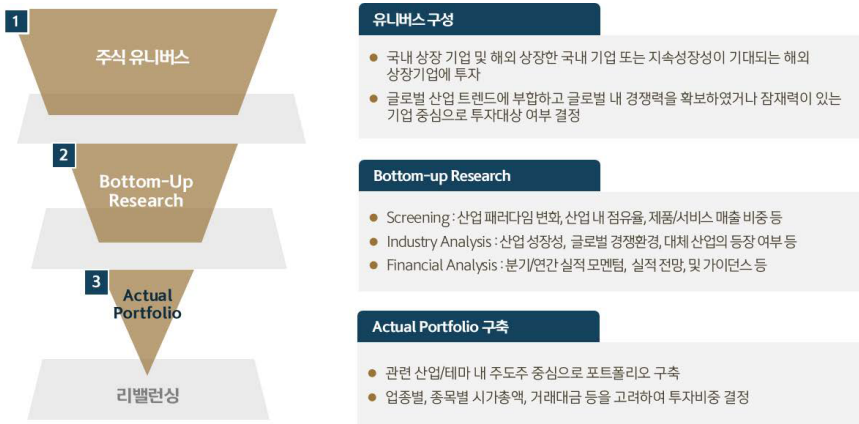 1
주식 유니버스
2
Bottom-Up
Research
3
Actual
Portfolio
리밸런싱
유니버스 구성
● 국내 상장 기업 및 해외 상장한 국내 기업 또는 지속성장성이 기대되는 해외
상장기업에 투자
● 글로벌 산업 트렌드에 부합하고 글로벌 내 경쟁력을 확보하였거나 잠재력이 있는
기업 중심으로 투자대상 여부 결정
Bottom-up Research
● Screening : 산업 패러다임 변화, 산업 내 점유율, 제품/서비스 매출 비중 등
● Industry Analysis : 산업 성장성, 글로벌 경쟁환경, 대체 산업의 등장 여부 등
● Financial Analysis : 분기/연간 실적 모멘텀, 실적 전망, 및 가이던스 등
Actual Portfolio 구축
● 관련 산업/테마 내 주도주 중심으로 포트폴리오 구축
● 업종별, 종목별 시가총액, 거래대금 등을 고려하여 투자비중 결정